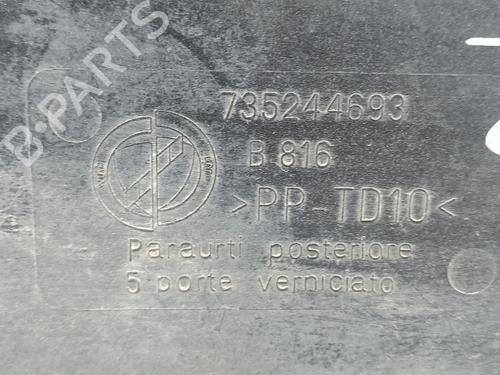 B-PARTS
735244693
B 816
>PP-TD10<
Paraurti posteriore
5 porte verniciato